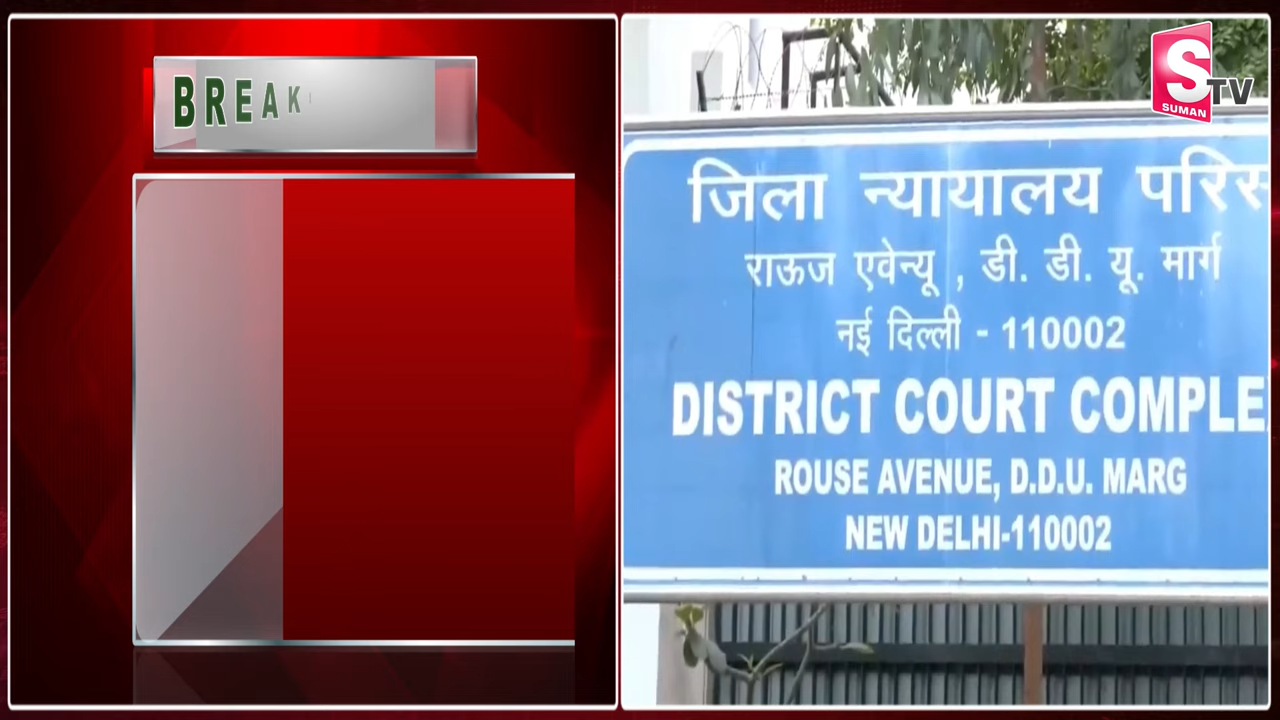 BREAK
S TV
SUMAN
जिला न्यायालय परिस
राऊज एवेन्यू , डी. डी. यू. मार्ग
नई दिल्ली - 110002
DISTRICT COURT COMPLE
ROUSE AVENUE, D.D.U. MARG
NEW DELHI-110002